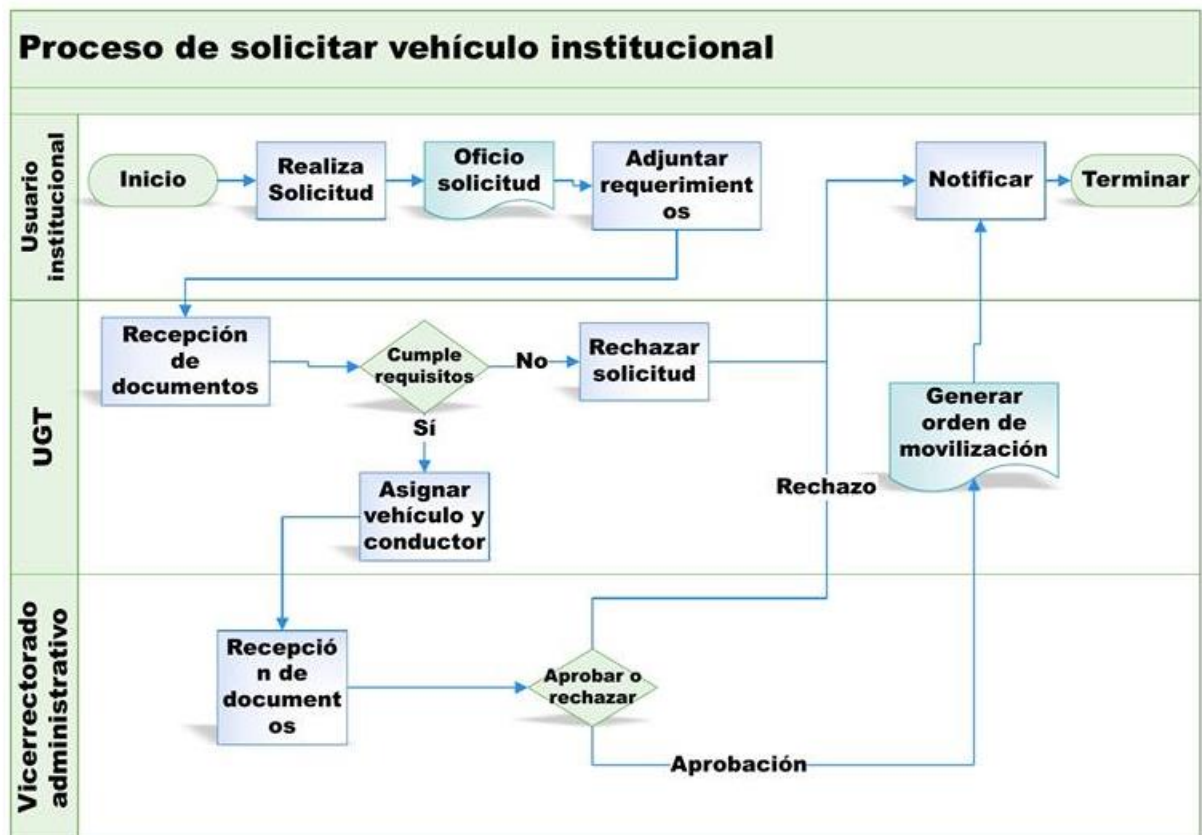 Proceso de solicitar vehículo institucional
Usuario
institucional
Inicio
Realiza
Solicitud
Oficio
solicitud
Adjuntar
requerimient
os
Notificar
Terminar
UGT
Recepción
de
documentos
Cumple
requisitos
No
Rechazar
solicitud
Sí
Asignar
vehículo y
conductor
Generar
orden de
movilización
Rechazo
Vicerrectorado
administrativo
Recepció
n de
document
os
Aprobar o
rechazar
Aprobación